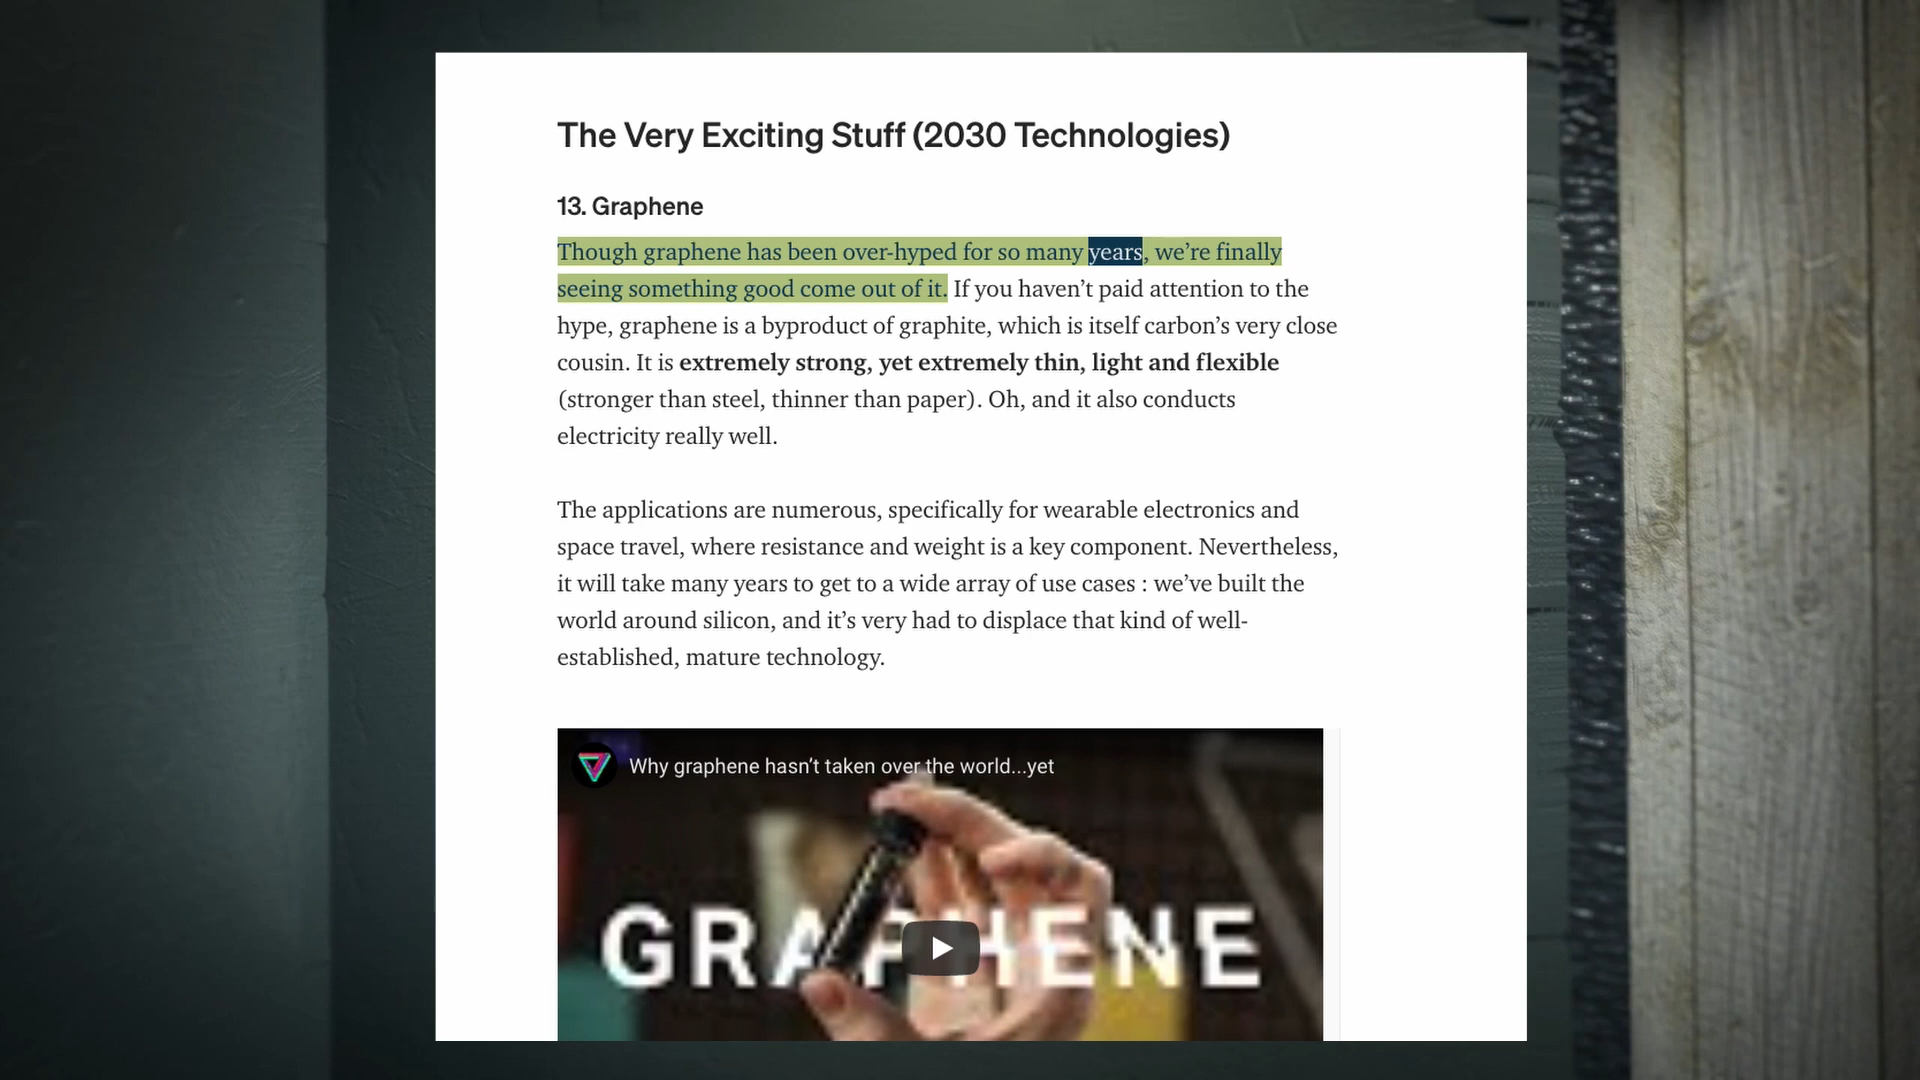 The Very Exciting Stuff (2030 Technologies)
13. Graphene
Though graphene has been over-hyped for so many years, we’re finally
seeing something good come out of it. If you haven’t paid attention to the
hype, graphene is a byproduct of graphite, which is itself carbon’s very close
cousin. It is extremely strong, yet extremely thin, light and flexible
(stronger than steel, thinner than paper). Oh, and it also conducts
electricity really well.
The applications are numerous, specifically for wearable electronics and
space travel, where resistance and weight is a key component. Nevertheless,
it will take many years to get to a wide array of use cases : we’ve built the
world around silicon, and it’s very had to displace that kind of well-
established, mature technology.
Why graphene hasn’t taken over the world...yet
GRAPHENE